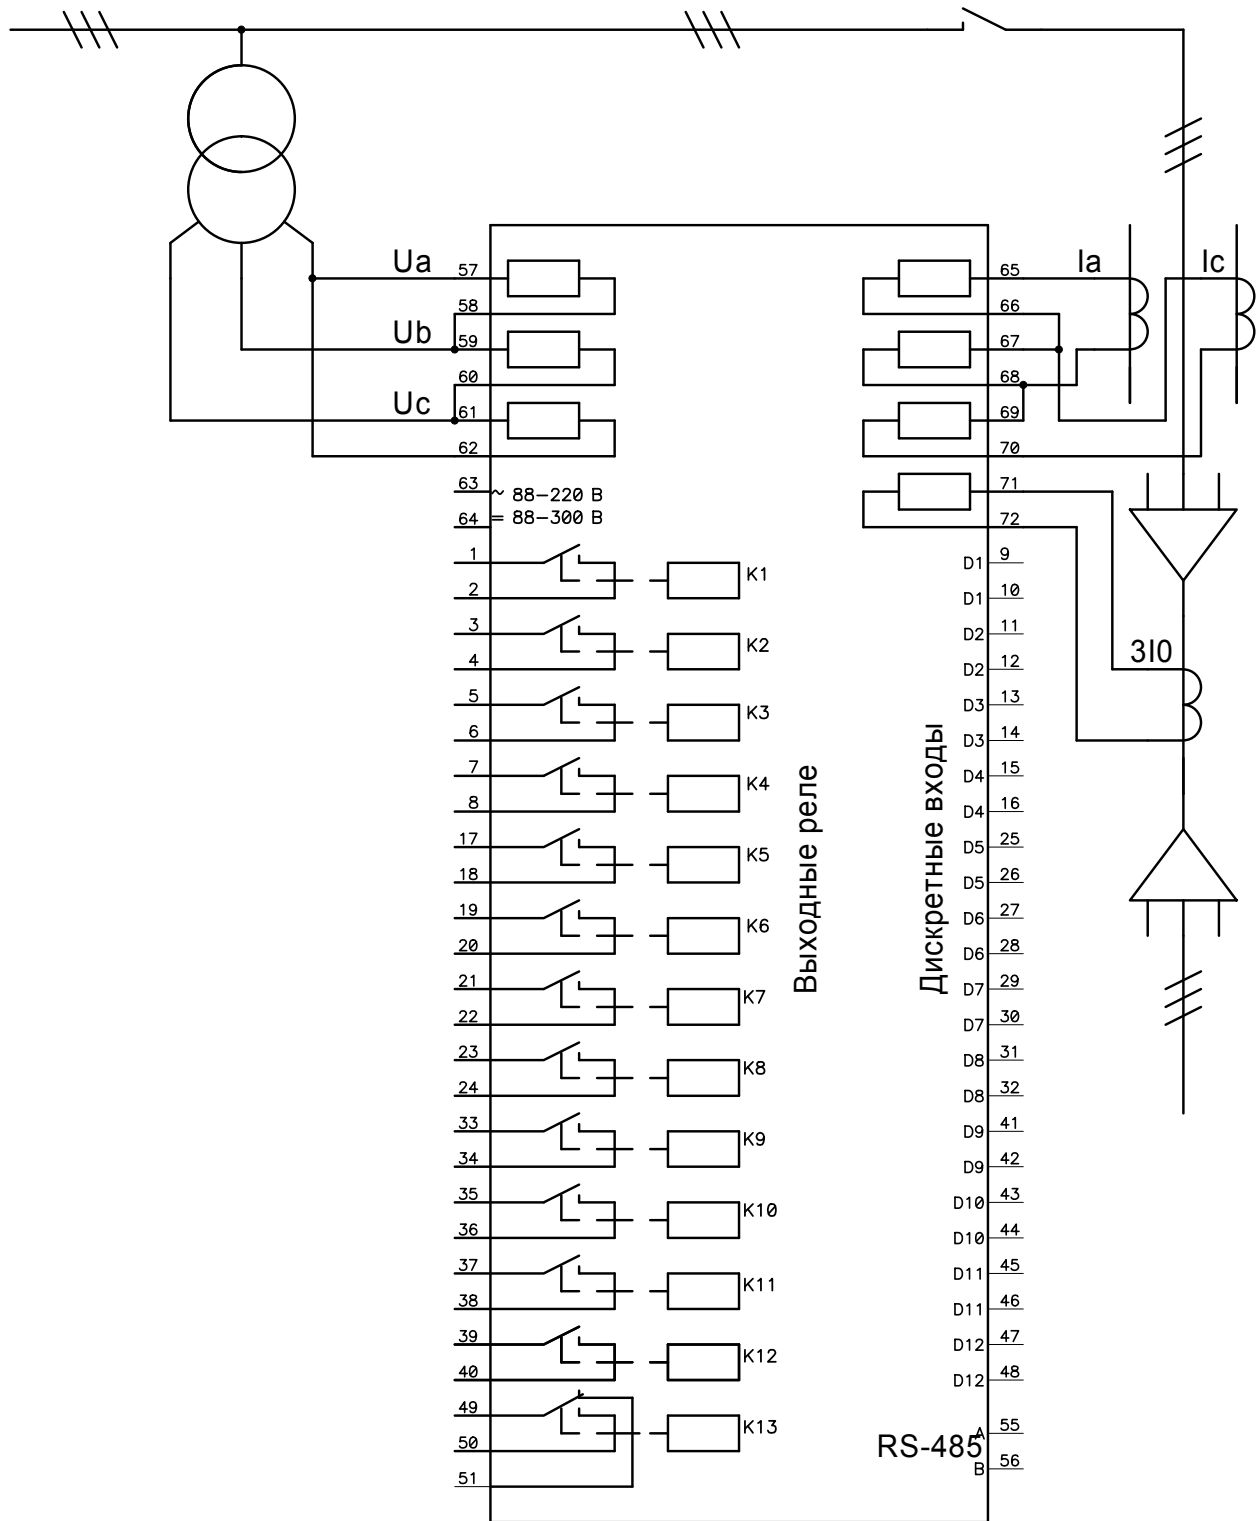 Ua 57
58
Ub 59
60
Uc 61
62
63 ~ 88-220 В
64 = 88-300 В
1 K1
2
3 K2
4
5 K3
6
7 K4
8
17 K5
18
19 K6
20
21 K7
22
23 K8
24
33 K9
34
35 K10
36
37 K11
38
39 K12
40
49 K13
50
51
Выходные реле
Дискретные входы
65 Ia Ic
66
67
68
69
70
71
72
D1 9
D1 10
D2 11
D2 12
3I0
D3 13
D3 14
D4 15
D4 16
D5 25
D5 26
D6 27
D6 28
D7 29
D7 30
D8 31
D8 32
D9 41
D9 42
D10 43
D10 44
D11 45
D11 46
D12 47
D12 48
RS-485
A 55
B 56